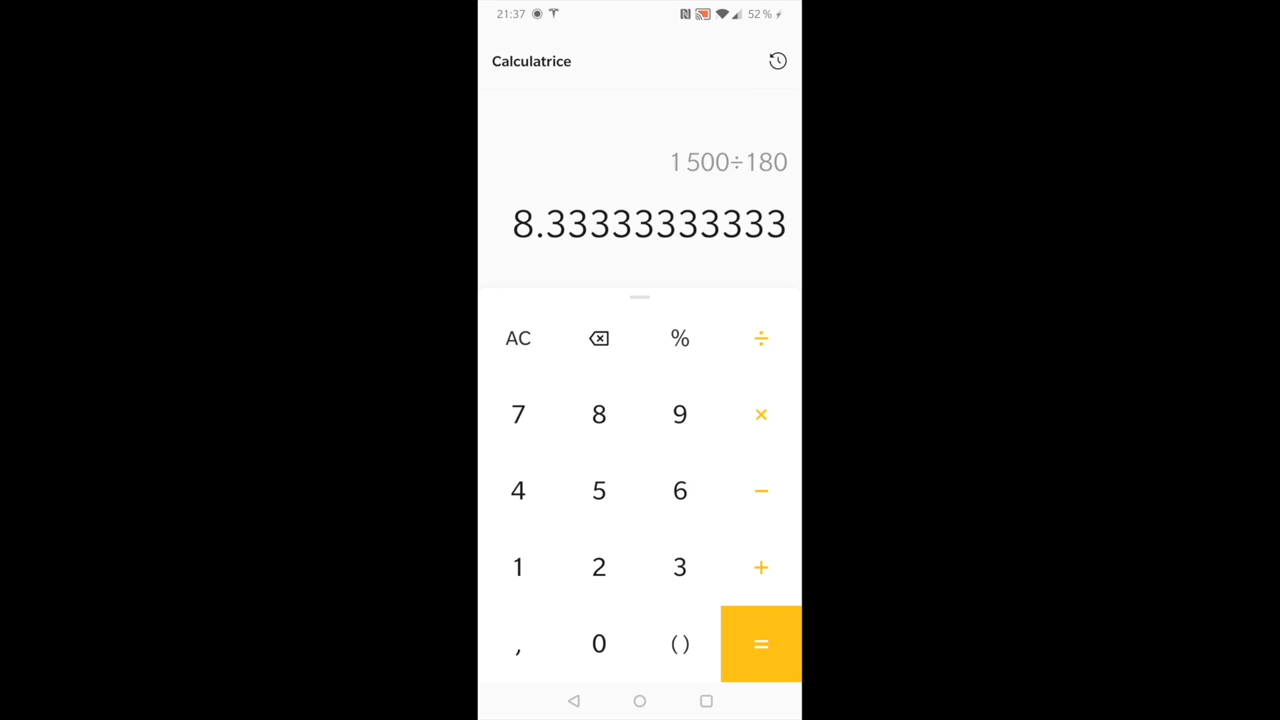 21:37 52 %
Calculatrice
1 500÷180
8.33333333333
AC % ÷
7 8 9 ×
4 5 6 −
1 2 3 +
, 0 ( ) =